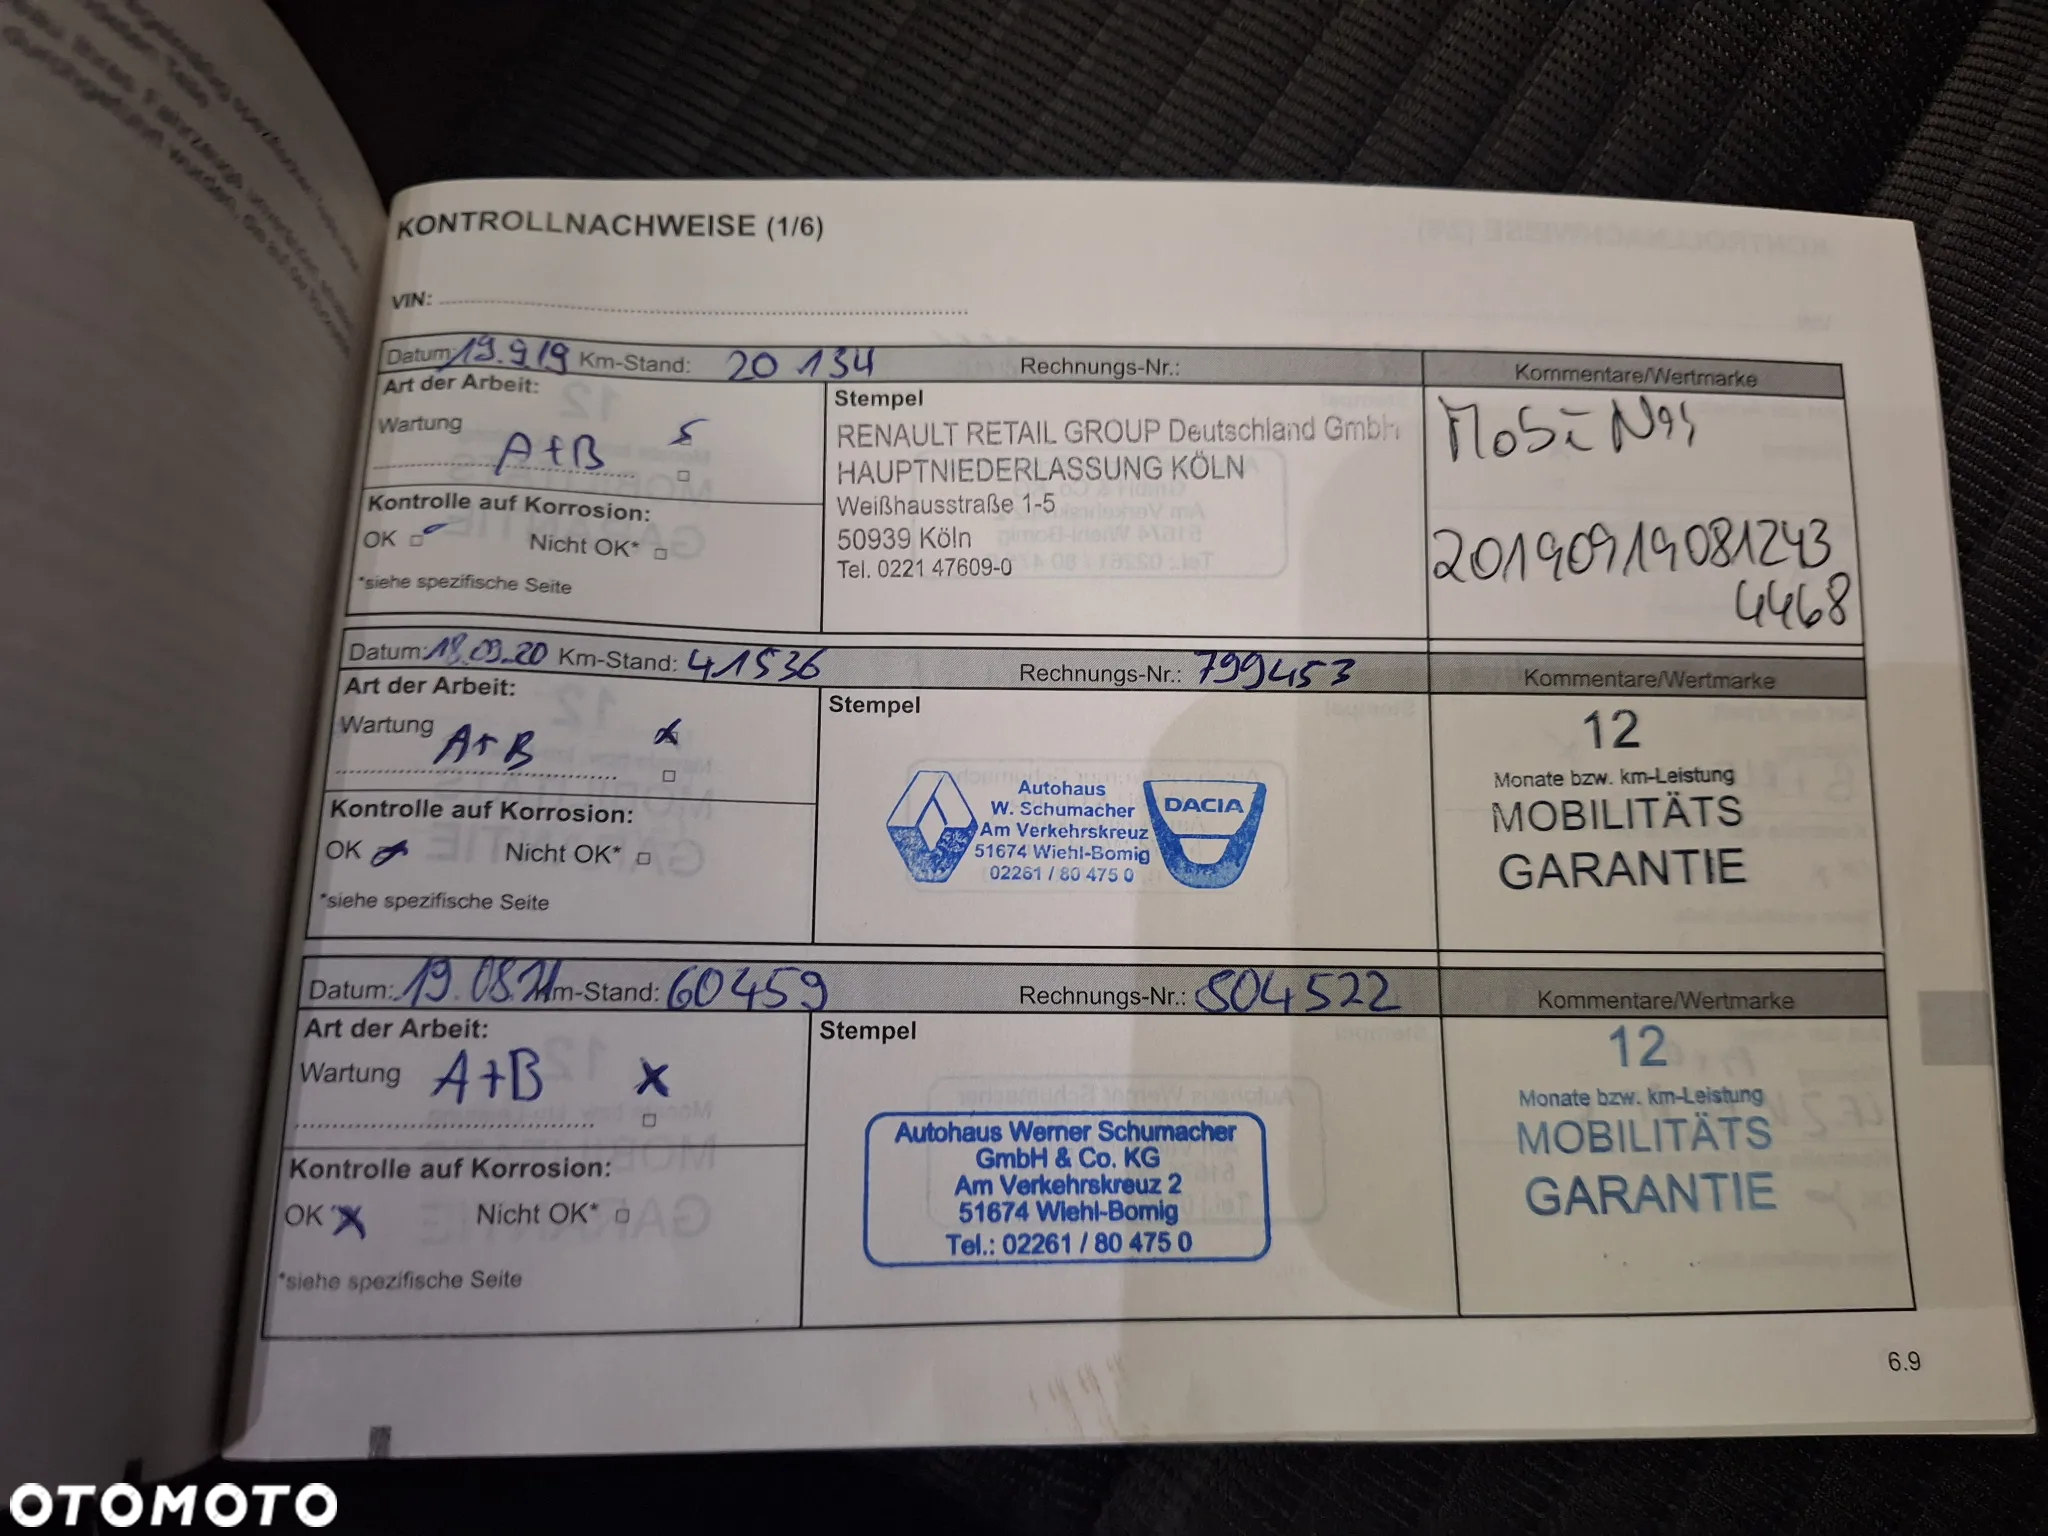 KONTROLLNACHWEISE (1/6)
VIN:
Datum: 19.9.19 Km-Stand: 20 134 Rechnungs-Nr.: Kommentare/Wertmarke
Art der Arbeit:
Wartung A+B
Kontrolle auf Korrosion:
OK Nicht OK*
*siehe spezifische Seite
Stempel
RENAULT RETAIL GROUP Deutschland GmbH
HAUPTNIEDERLASSUNG KÖLN
Weißhausstraße 1-5
50939 Köln
Tel. 0221 47609-0
Mobi
20190919081243
4468
Datum: 18.09.20 Km-Stand: 41536 Rechnungs-Nr.: 799453 Kommentare/Wertmarke
Art der Arbeit:
Wartung A+B x
Kontrolle auf Korrosion:
OK Nicht OK*
*siehe spezifische Seite
Stempel
Autohaus
W. Schumacher
Am Verkehrskreuz
51674 Wiehl-Bomig
02261 / 80 475 0
DACIA
12
Monate bzw. km-Leistung
MOBILITÄTS
GARANTIE
Datum: 19.08.21 Km-Stand: 60459 Rechnungs-Nr.: 804522 Kommentare/Wertmarke
Art der Arbeit:
Wartung A+B x
Kontrolle auf Korrosion:
OK x Nicht OK*
*siehe spezifische Seite
Stempel
Autohaus Werner Schumacher
GmbH & Co. KG
Am Verkehrskreuz 2
51674 Wiehl-Bomig
Tel.: 02261 / 80 475 0
12
Monate bzw. km-Leistung
MOBILITÄTS
GARANTIE
6.9
OTOMOTO